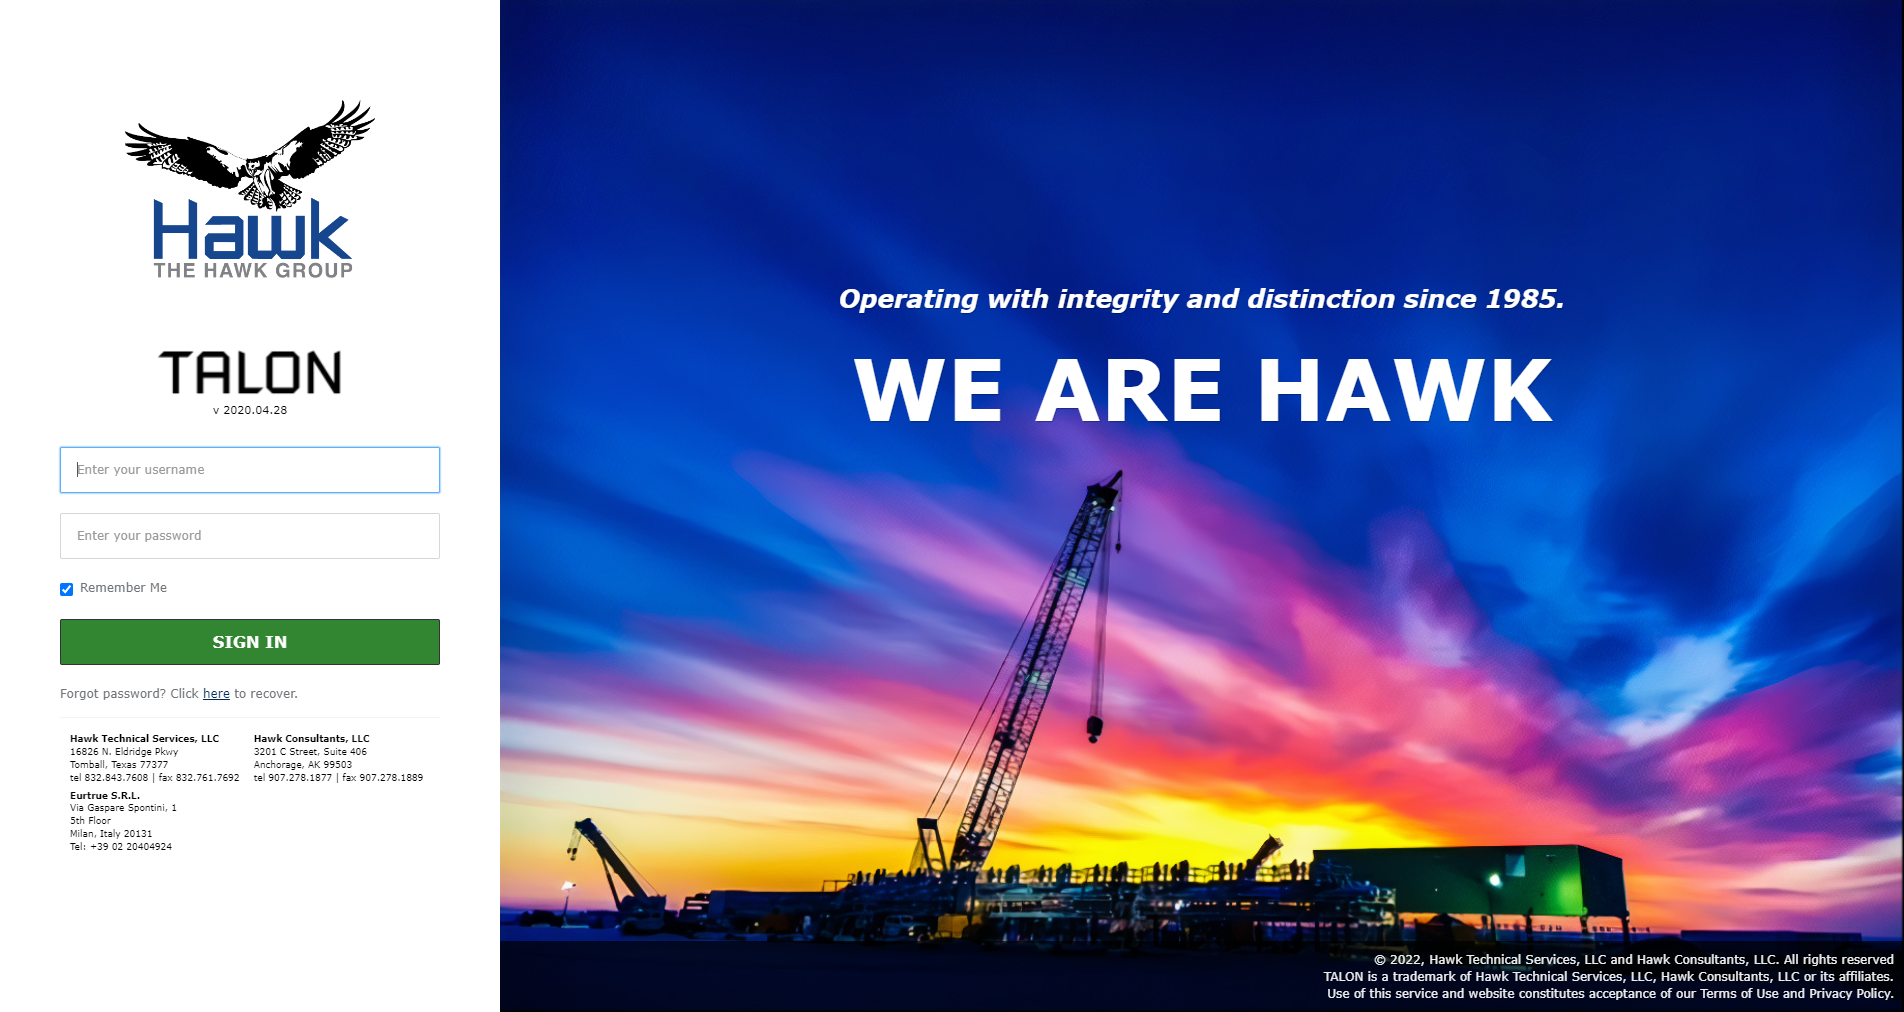 Hawk
THE HAWK GROUP
TALON
v 2020.04.28
Enter your username
Enter your password
Remember Me
SIGN IN
Forgot password? Click here to recover.
Hawk Technical Services, LLC
16826 N. Eldridge Pkwy
Tomball, Texas 77377
tel 832.843.7608 | fax 832.761.7692
Hawk Consultants, LLC
3201 C Street, Suite 406
Anchorage, AK 99503
tel 907.278.1877 | fax 907.278.1889
Eurtrue S.R.L.
Via Gaspare Spontini, 1
5th Floor
Milan, Italy 20131
Tel: +39 02 20404924
Operating with integrity and distinction since 1985.
WE ARE HAWK
© 2022, Hawk Technical Services, LLC and Hawk Consultants, LLC. All rights reserved
TALON is a trademark of Hawk Technical Services, LLC, Hawk Consultants, LLC or its affiliates.
Use of this service and website constitutes acceptance of our Terms of Use and Privacy Policy.